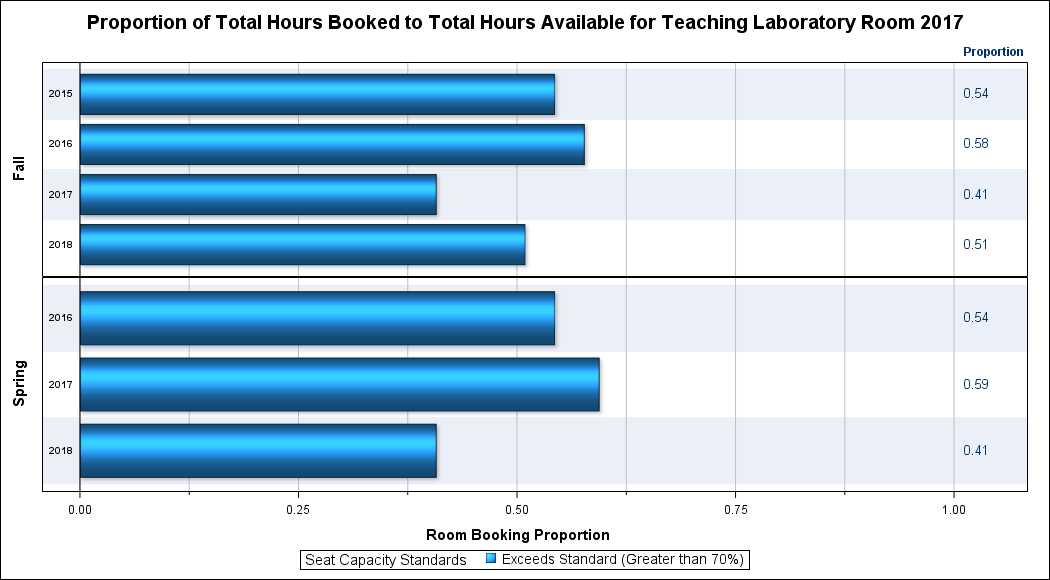 Proportion of Total Hours Booked to Total Hours Available for Teaching Laboratory Room 2017
Proportion
Fall
2015 0.54
2016 0.58
2017 0.41
2018 0.51
Spring
2016 0.54
2017 0.59
2018 0.41
0.00 0.25 0.50 0.75 1.00
Room Booking Proportion
Seat Capacity Standards Exceeds Standard (Greater than 70%)